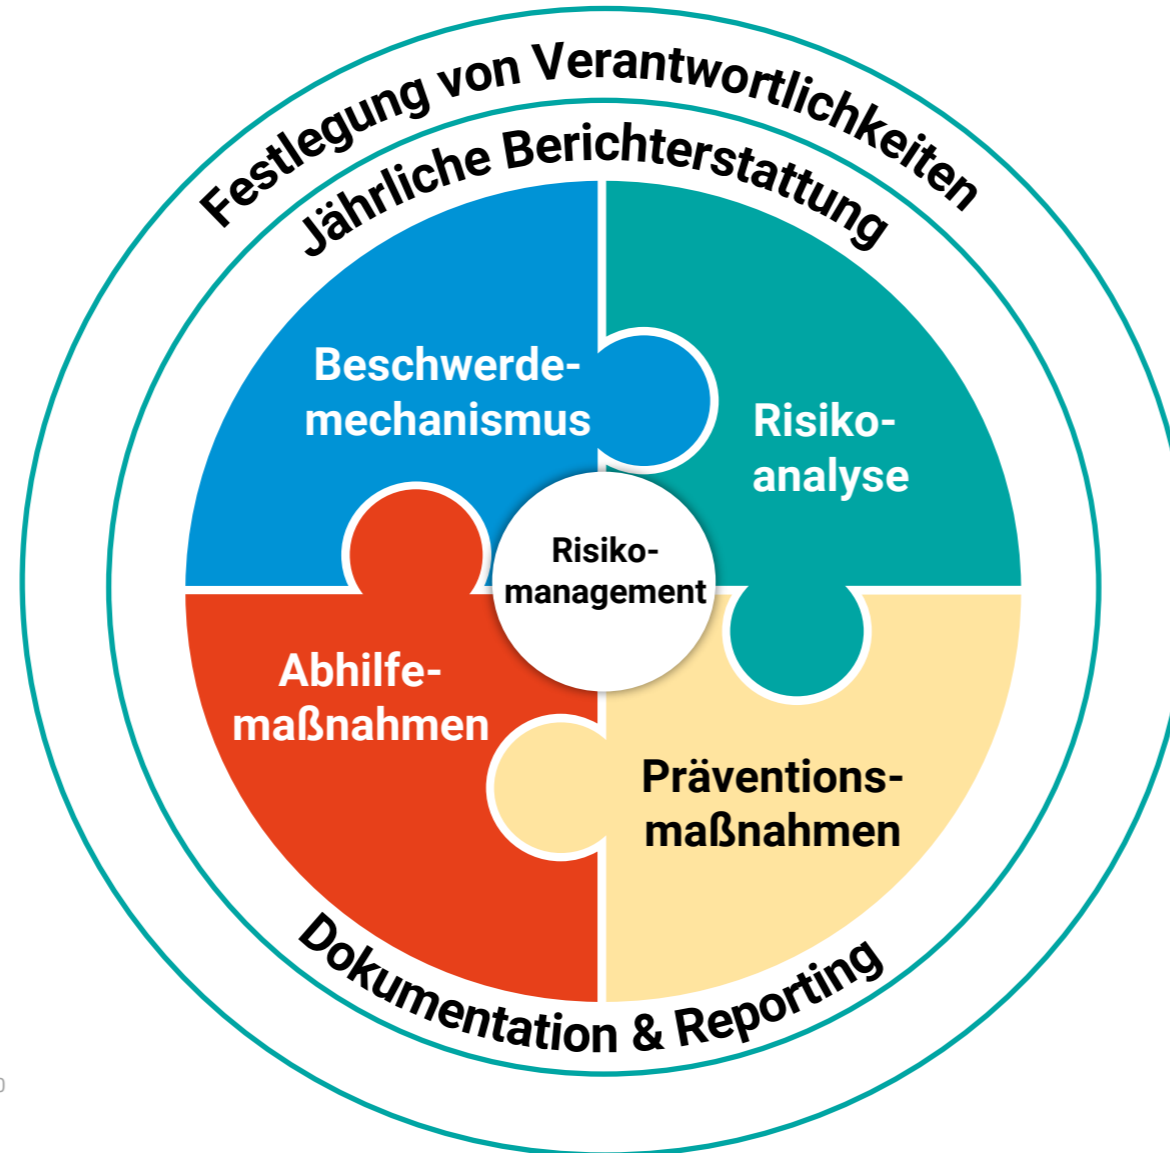 Festlegung von Verantwortlichkeiten
Jährliche Berichterstattung
Beschwerde-
mechanismus
Risiko-
analyse
Risiko-
management
Abhilfe-
maßnahmen
Präventions-
maßnahmen
Dokumentation & Reporting